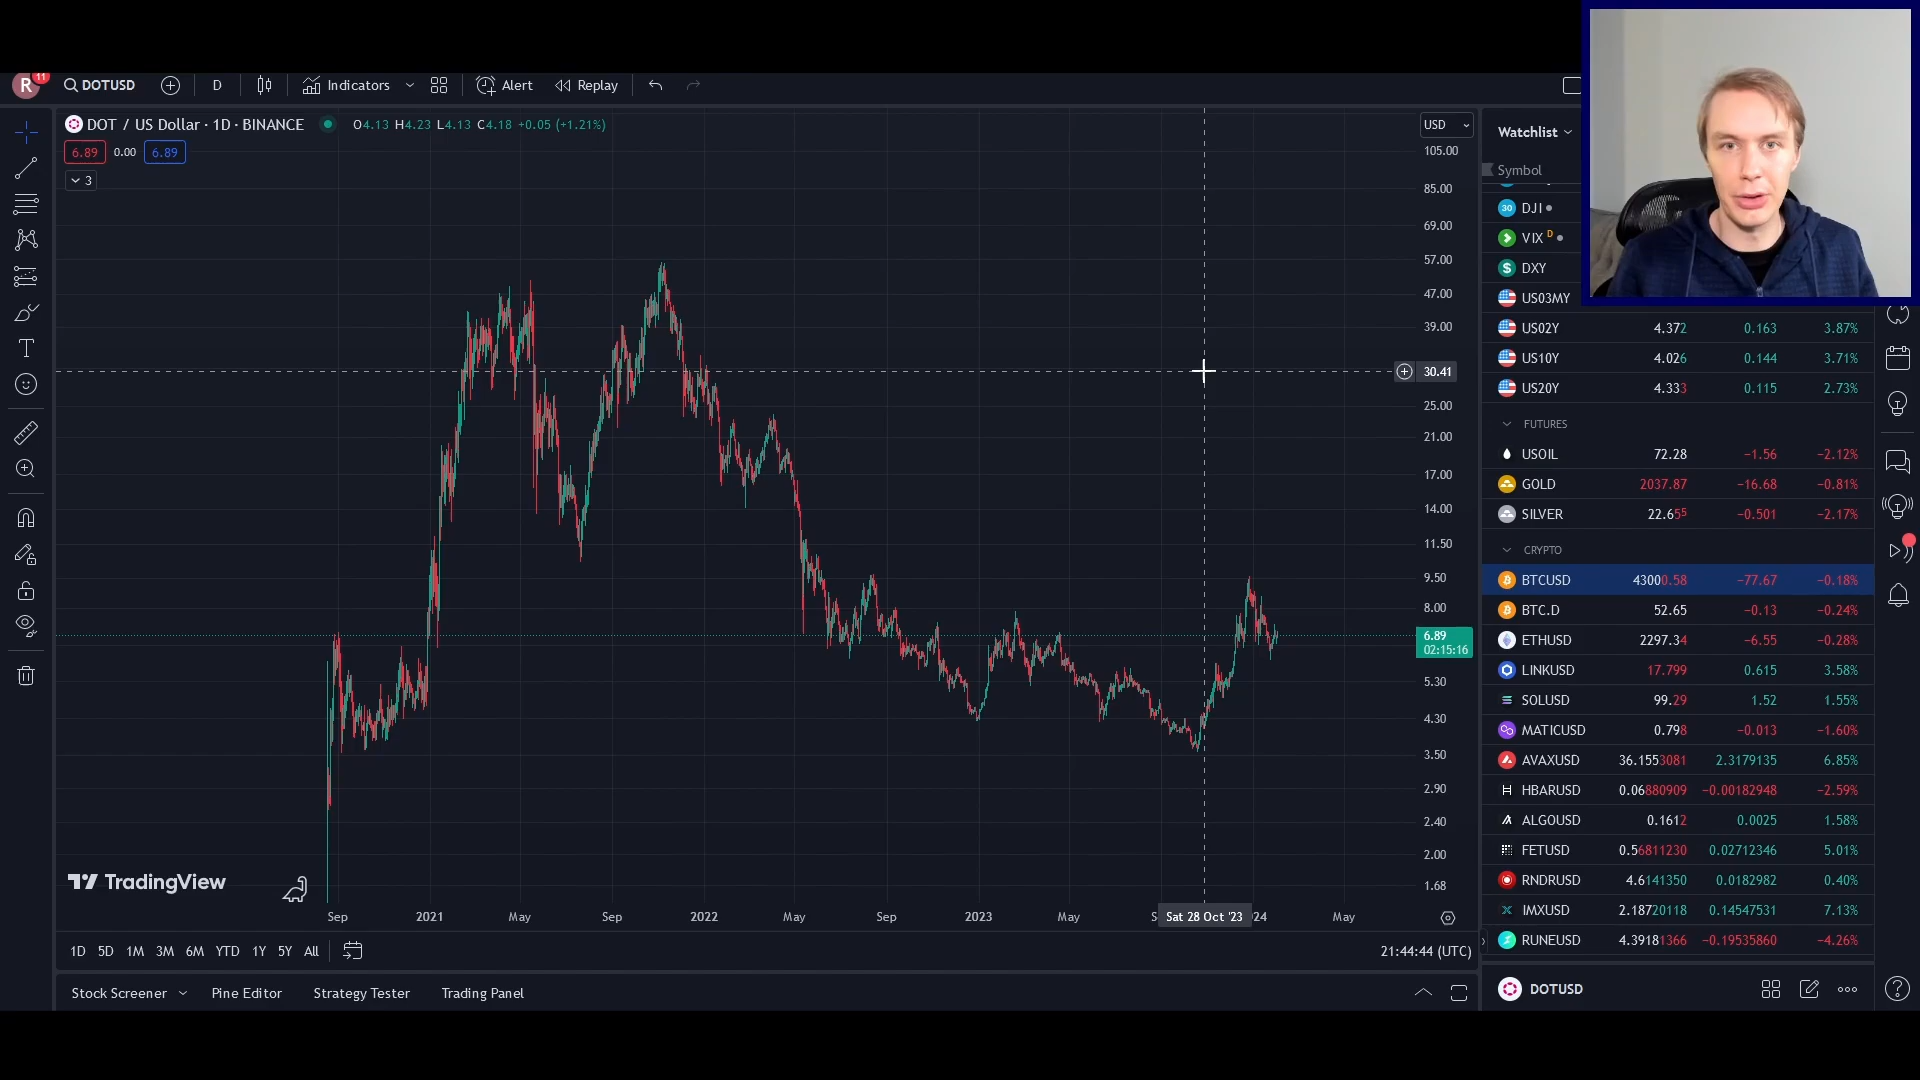 R 11 DOTUSD D Indicators Alert Replay
DOT / US Dollar · 1D · BINANCE O4.13 H4.23 L4.13 C4.18 +0.05 (+1.21%)
6.89 0.00 6.89
3
USD
105.00
85.00
69.00
57.00
47.00
39.00
30.41
25.00
21.00
17.00
14.00
11.50
9.50
8.00
6.89
02:15:16
5.30
4.30
3.50
2.90
2.40
2.00
1.68
TradingView
Sep 2021 May Sep 2022 May Sep 2023 May Sat 28 Oct '23 May
1D 5D 1M 3M 6M YTD 1Y 5Y All 21:44:44 (UTC)
Stock Screener Pine Editor Strategy Tester Trading Panel
Watchlist
Symbol
30 DJI
VIX D
DXY
US03MY
US02Y 4.372 0.163 3.87%
US10Y 4.026 0.144 3.71%
US20Y 4.333 0.115 2.73%
FUTURES
USOIL 72.28 −1.56 −2.12%
GOLD 2037.87 −16.68 −0.81%
SILVER 22.655 −0.501 −2.17%
CRYPTO
BTCUSD 43000.58 −77.67 −0.18%
BTC.D 52.65 −0.13 −0.24%
ETHUSD 2297.34 −6.55 −0.28%
LINKUSD 17.799 0.615 3.58%
SOLUSD 99.29 1.52 1.55%
MATICUSD 0.798 −0.013 −1.60%
AVAXUSD 36.1553081 2.3179135 6.85%
HBARUSD 0.06880909 −0.00182948 −2.59%
ALGOUSD 0.1612 0.0025 1.58%
FETUSD 0.56811230 0.02712346 5.01%
RNDRUSD 4.6141350 0.0182982 0.40%
IMXUSD 2.18720118 0.14547531 7.13%
RUNEUSD 4.39181366 −0.19535860 −4.26%
DOTUSD